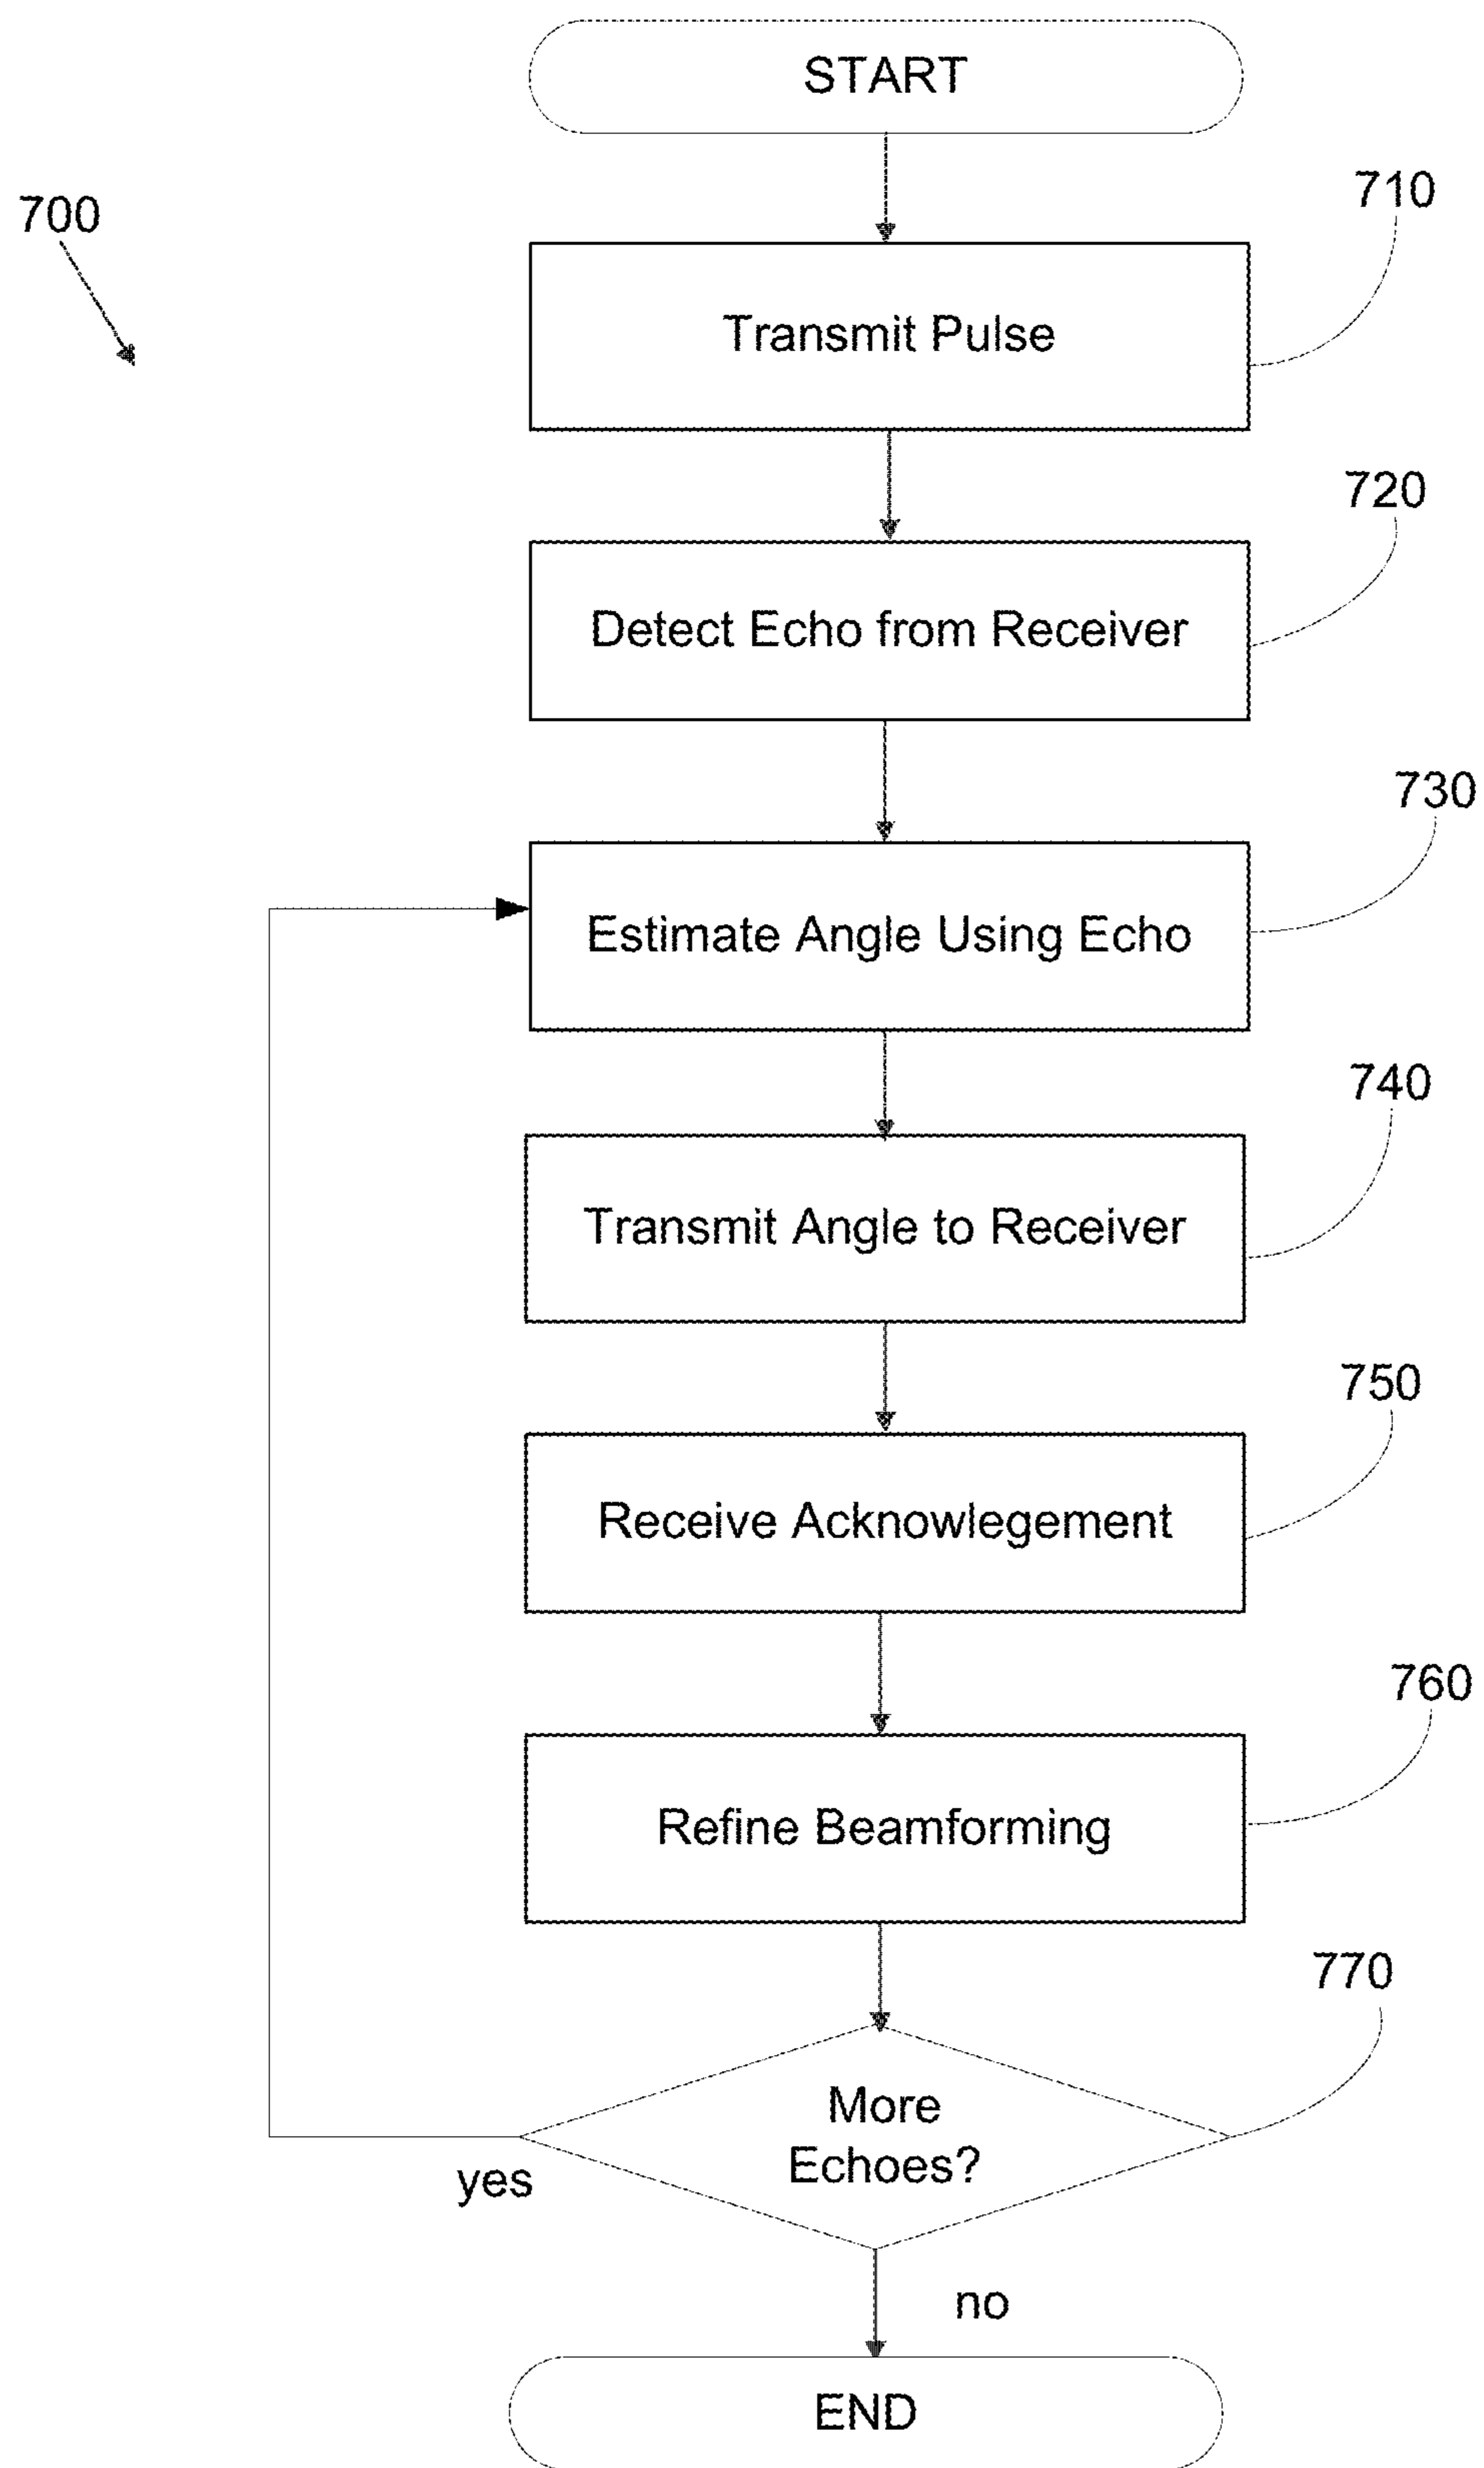 START
700
710
Transmit Pulse
720
Detect Echo from Receiver
730
Estimate Angle Using Echo
740
Transmit Angle to Receiver
750
Receive Acknowlegement
760
Refine Beamforming
770
More
Echoes?
yes
no
END